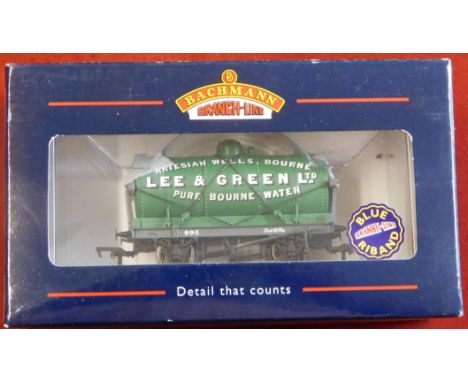 BACHMANN
BRANCH-LINE
ARTESIAN WELLS, BOURNE
LEE & GREEN LTD
PURE BOURNE WATER
BLUE
BRANCH-LINE
RIBAND
Detail that counts